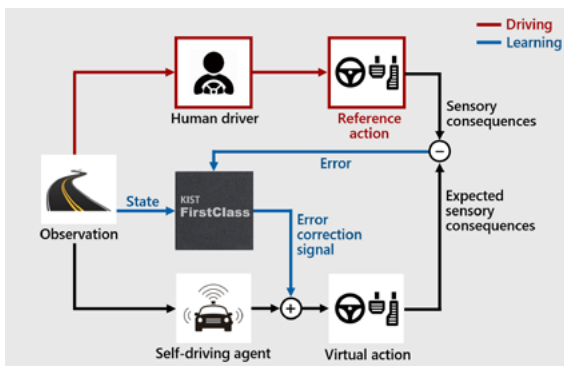 Driving
Learning
Human driver
Reference
action
Sensory
consequences
Error
State
KIST
FirstClass
Observation
Error
correction
signal
Expected
sensory
consequences
Self-driving agent
Virtual action